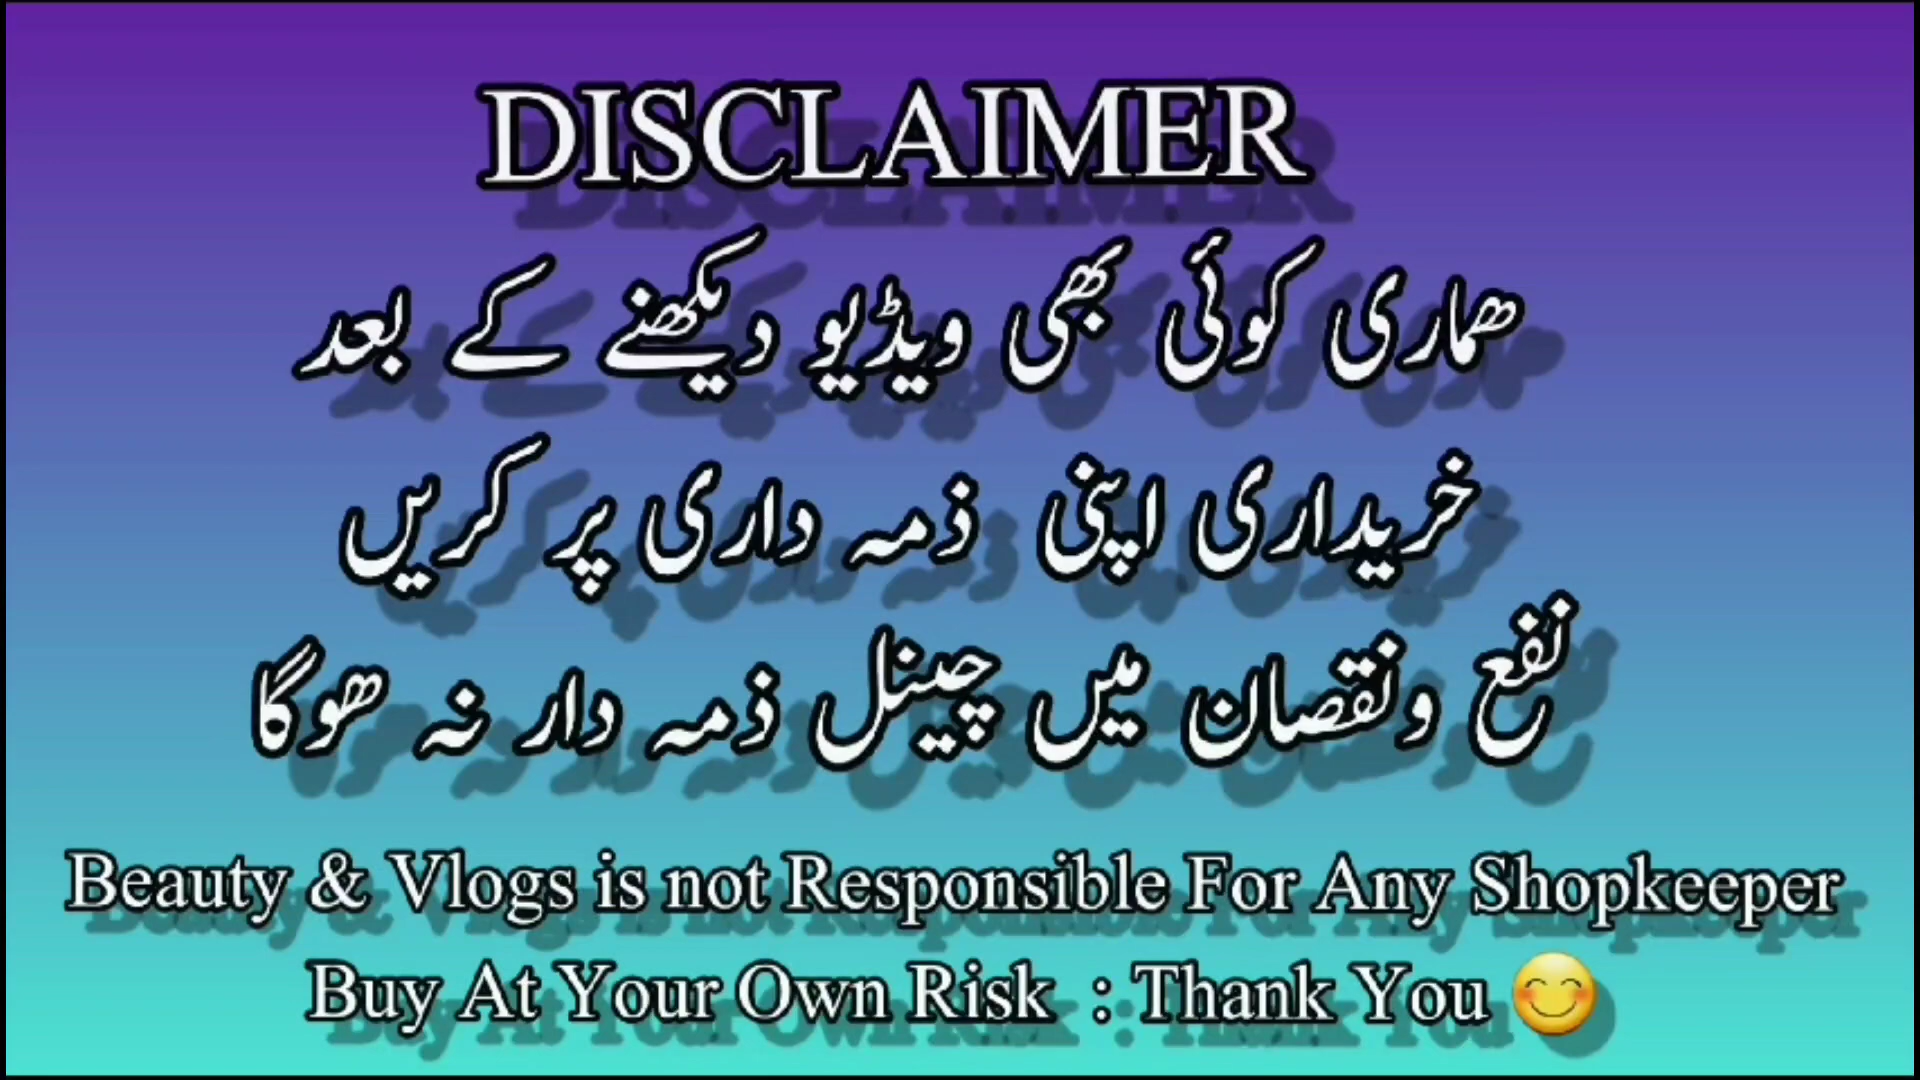 DISCLAIMER
ھماری کوئی بھی ویڈیو دیکھنے کے بعد
خریداری اپنی ذمہ داری پر کریں
نفع ونقصان میں چینل ذمہ دار نہ ھوگا
Beauty & Vlogs is not Responsible For Any Shopkeeper
Buy At Your Own Risk : Thank You 😊